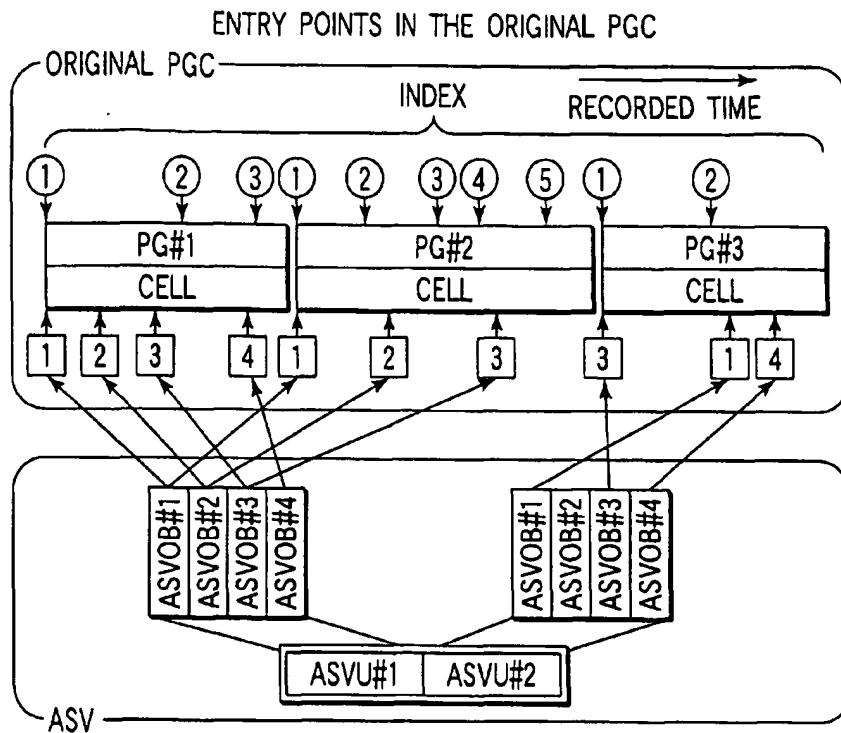 ENTRY POINTS IN THE ORIGINAL PGC
ORIGINAL PGC
INDEX
RECORDED TIME
1 2 3 1 2 3 4 5 1 2
PG#1 PG#2 PG#3
CELL CELL CELL
1 2 3 4 1 2 3 3 1 4
ASVOB#1 ASVOB#2 ASVOB#3 ASVOB#4 ASVOB#1 ASVOB#2 ASVOB#3 ASVOB#4
ASVU#1 ASVU#2
ASV